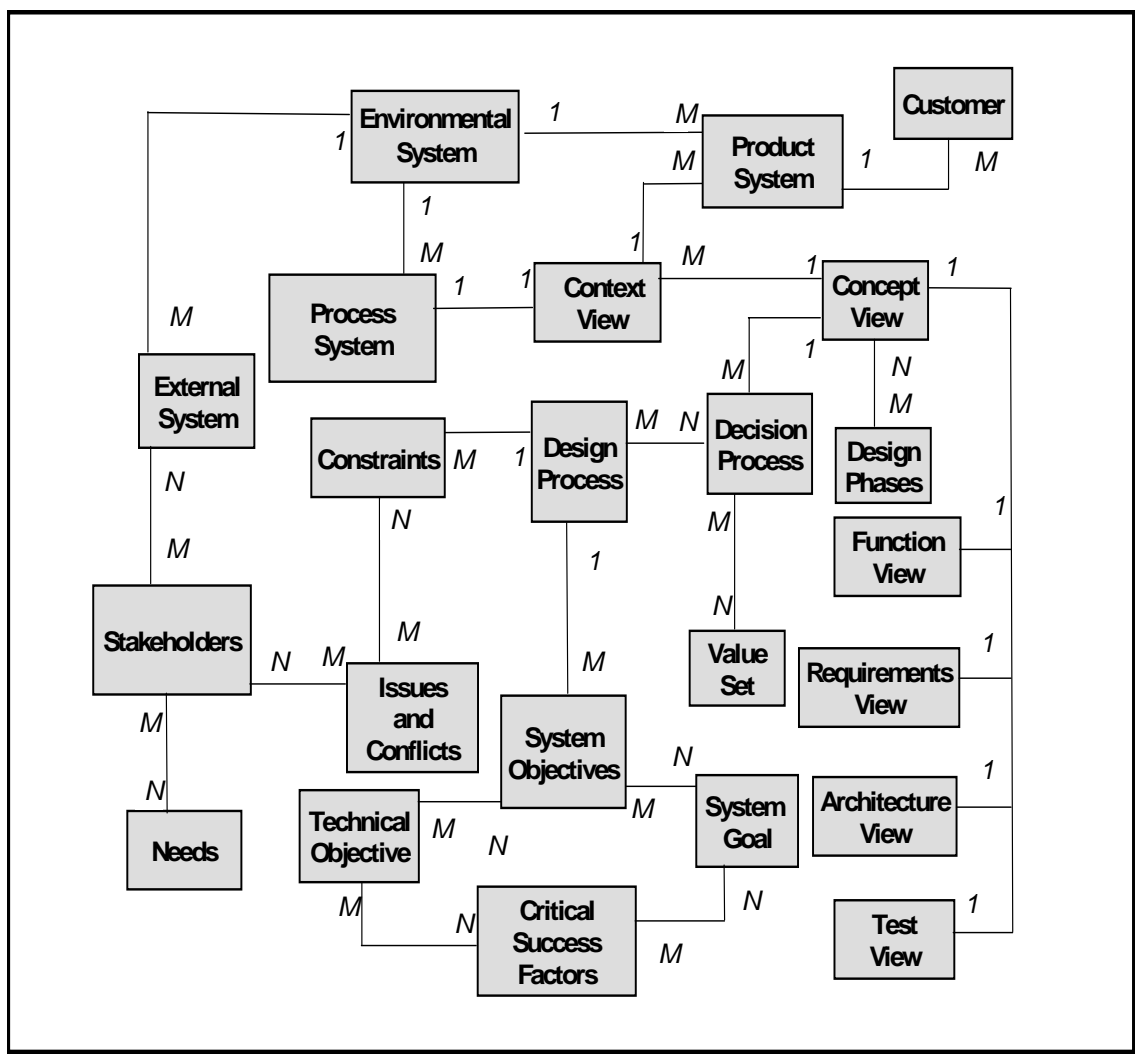 Environmental
System
1
1
M
Customer
Product
System
M
1
M
1
M
1
M
Process
System
1
1
Context
View
M
1
Concept
View
1
M
External
System
N
M
Constraints
M
1
Design
Process
M
N
Decision
Process
M
1
N
M
Design
Phases
N
M
1
M
N
Value
Set
Function
View
1
Stakeholders
N
M
Issues
and
Conflicts
M
N
Needs
M
System
Objectives
Requirements
View
1
N
M
System
Goal
Technical
Objective
M
N
Architecture
View
1
M
N
Critical
Success
Factors
M
N
Test
View
1